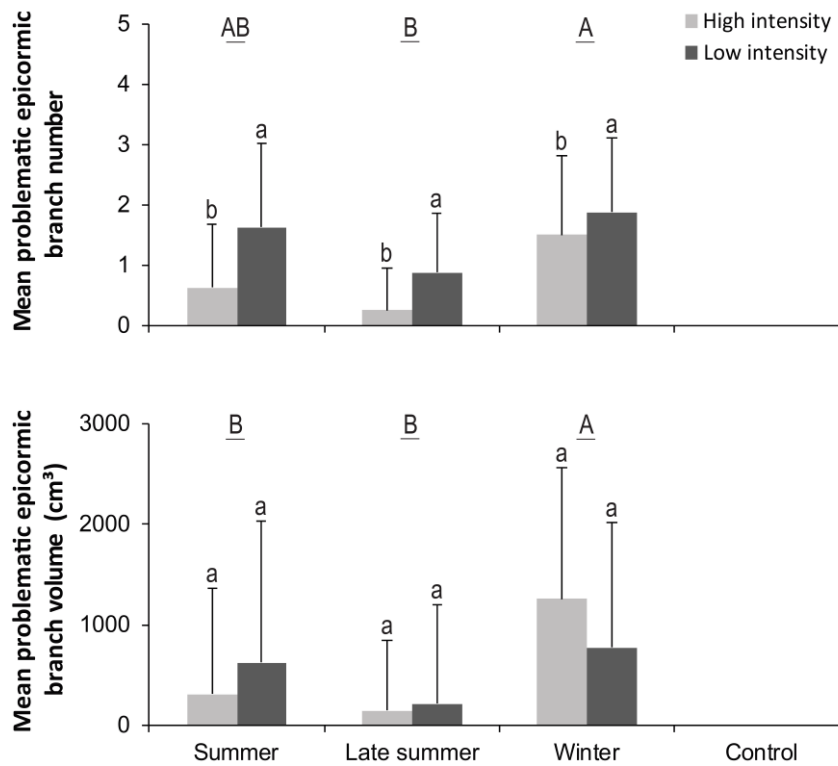 High intensity
Low intensity
Mean problematic epicormic
branch number
5
4
3
2
1
0
AB
B
A
b
a
b
a
b
a
Mean problematic epicormic
branch volume (cm³)
3000
2000
1000
0
B
B
A
a
a
a
a
a
a
Summer
Late summer
Winter
Control